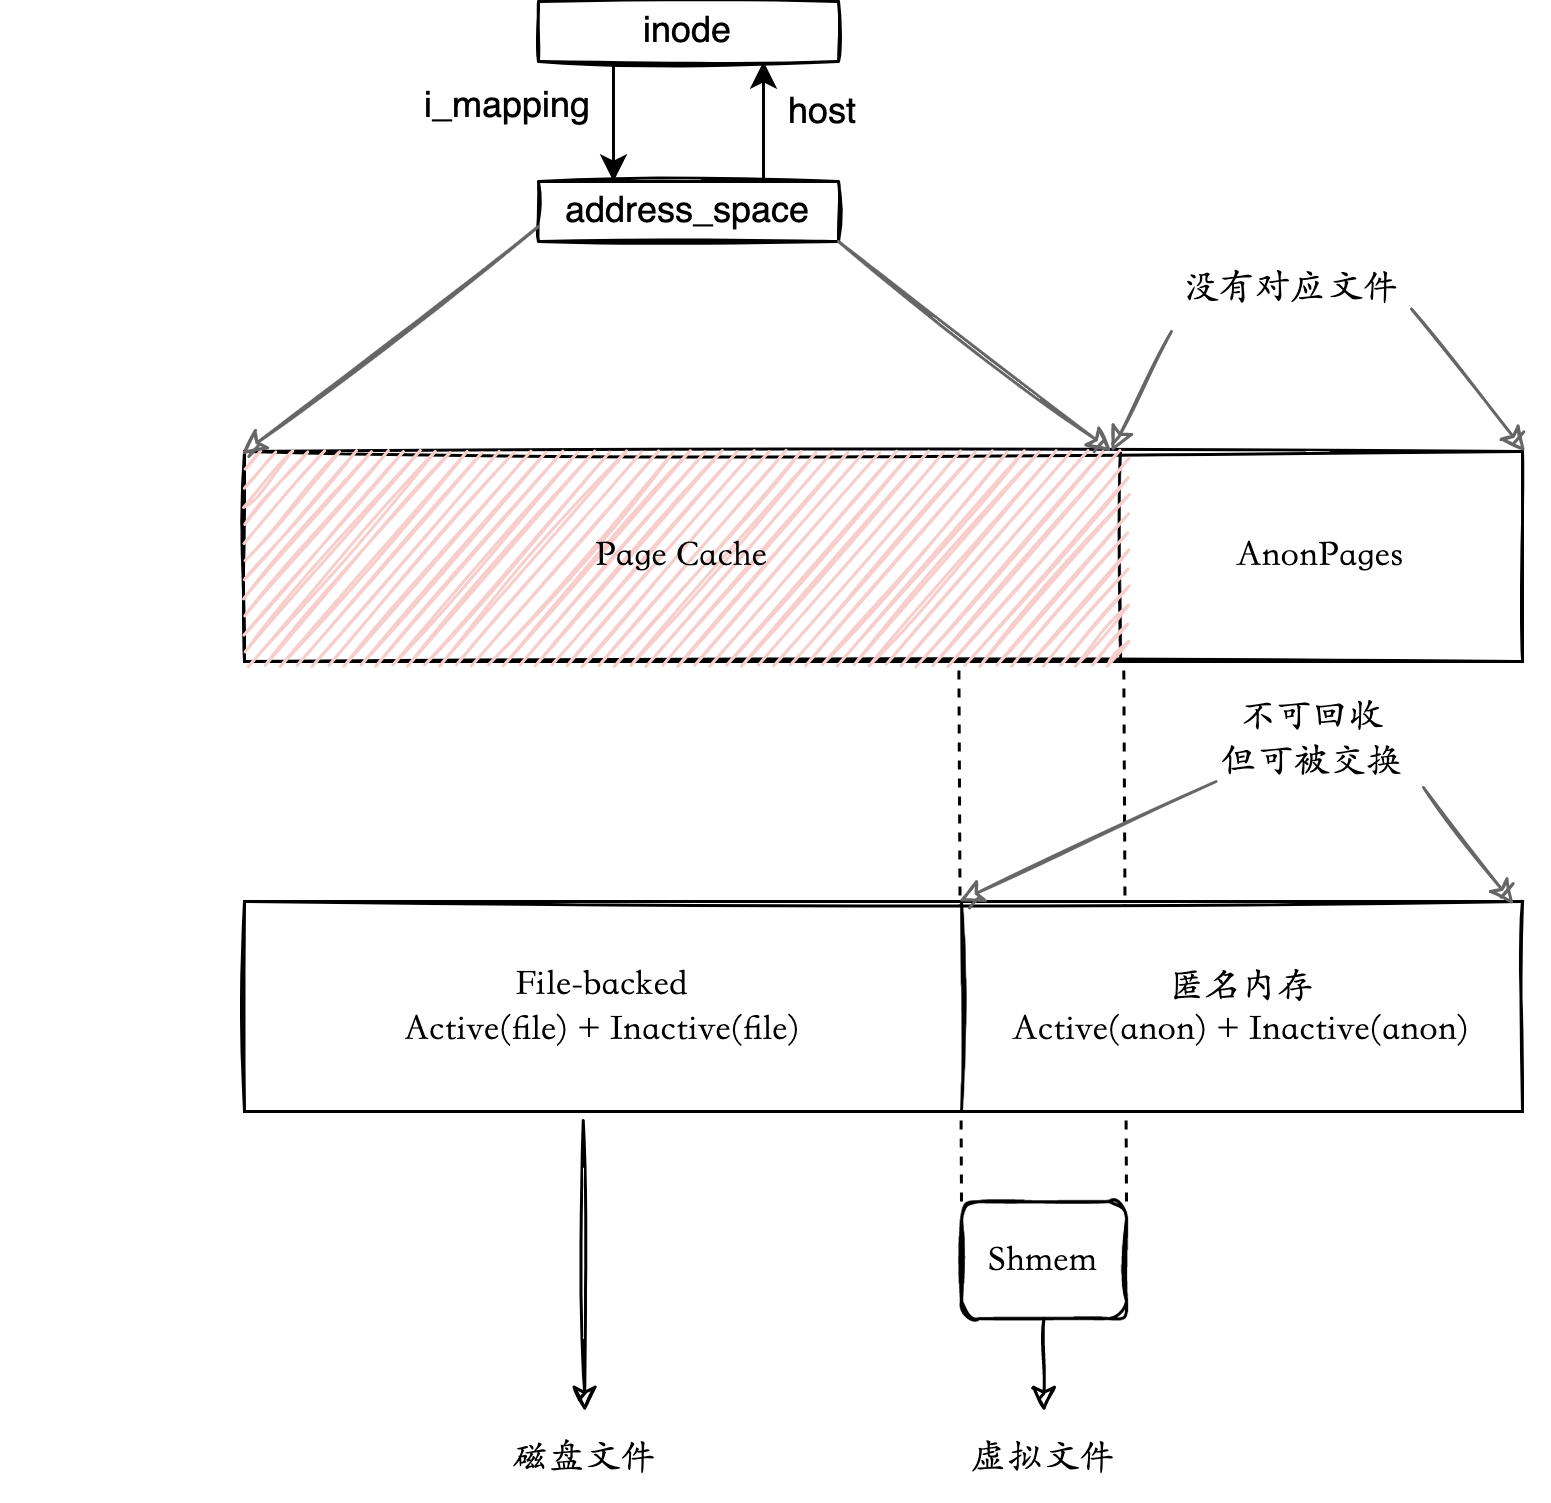 inode
i_mapping
host
address_space
没有对应文件
Page Cache
AnonPages
不可回收
但可被交换
File-backed
Active(file) + Inactive(file)
匿名内存
Active(anon) + Inactive(anon)
Shmem
磁盘文件
虚拟文件